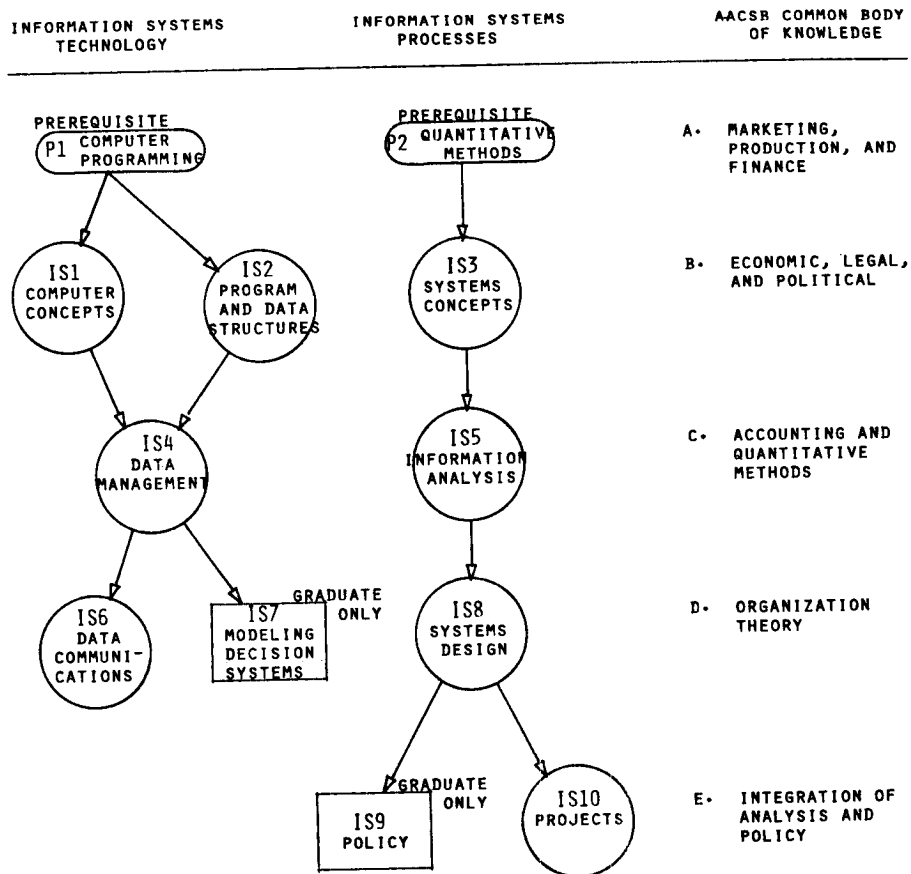 INFORMATION SYSTEMS
TECHNOLOGY
INFORMATION SYSTEMS
PROCESSES
AACSB COMMON BODY
OF KNOWLEDGE
PREREQUISITE
P1 COMPUTER
PROGRAMMING
PREREQUISITE
P2 QUANTITATIVE
METHODS
A. MARKETING,
PRODUCTION, AND
FINANCE
IS1
COMPUTER
CONCEPTS
IS2
PROGRAM
AND DATA
STRUCTURES
IS3
SYSTEMS
CONCEPTS
B. ECONOMIC, LEGAL,
AND POLITICAL
IS4
DATA
MANAGEMENT
IS5
INFORMATION
ANALYSIS
C. ACCOUNTING AND
QUANTITATIVE
METHODS
IS6
DATA
COMMUNI-
CATIONS
GRADUATE
ONLY
IS7
MODELING
DECISION
SYSTEMS
IS8
SYSTEMS
DESIGN
D. ORGANIZATION
THEORY
GRADUATE
ONLY
IS9
POLICY
IS10
PROJECTS
E. INTEGRATION OF
ANALYSIS AND
POLICY